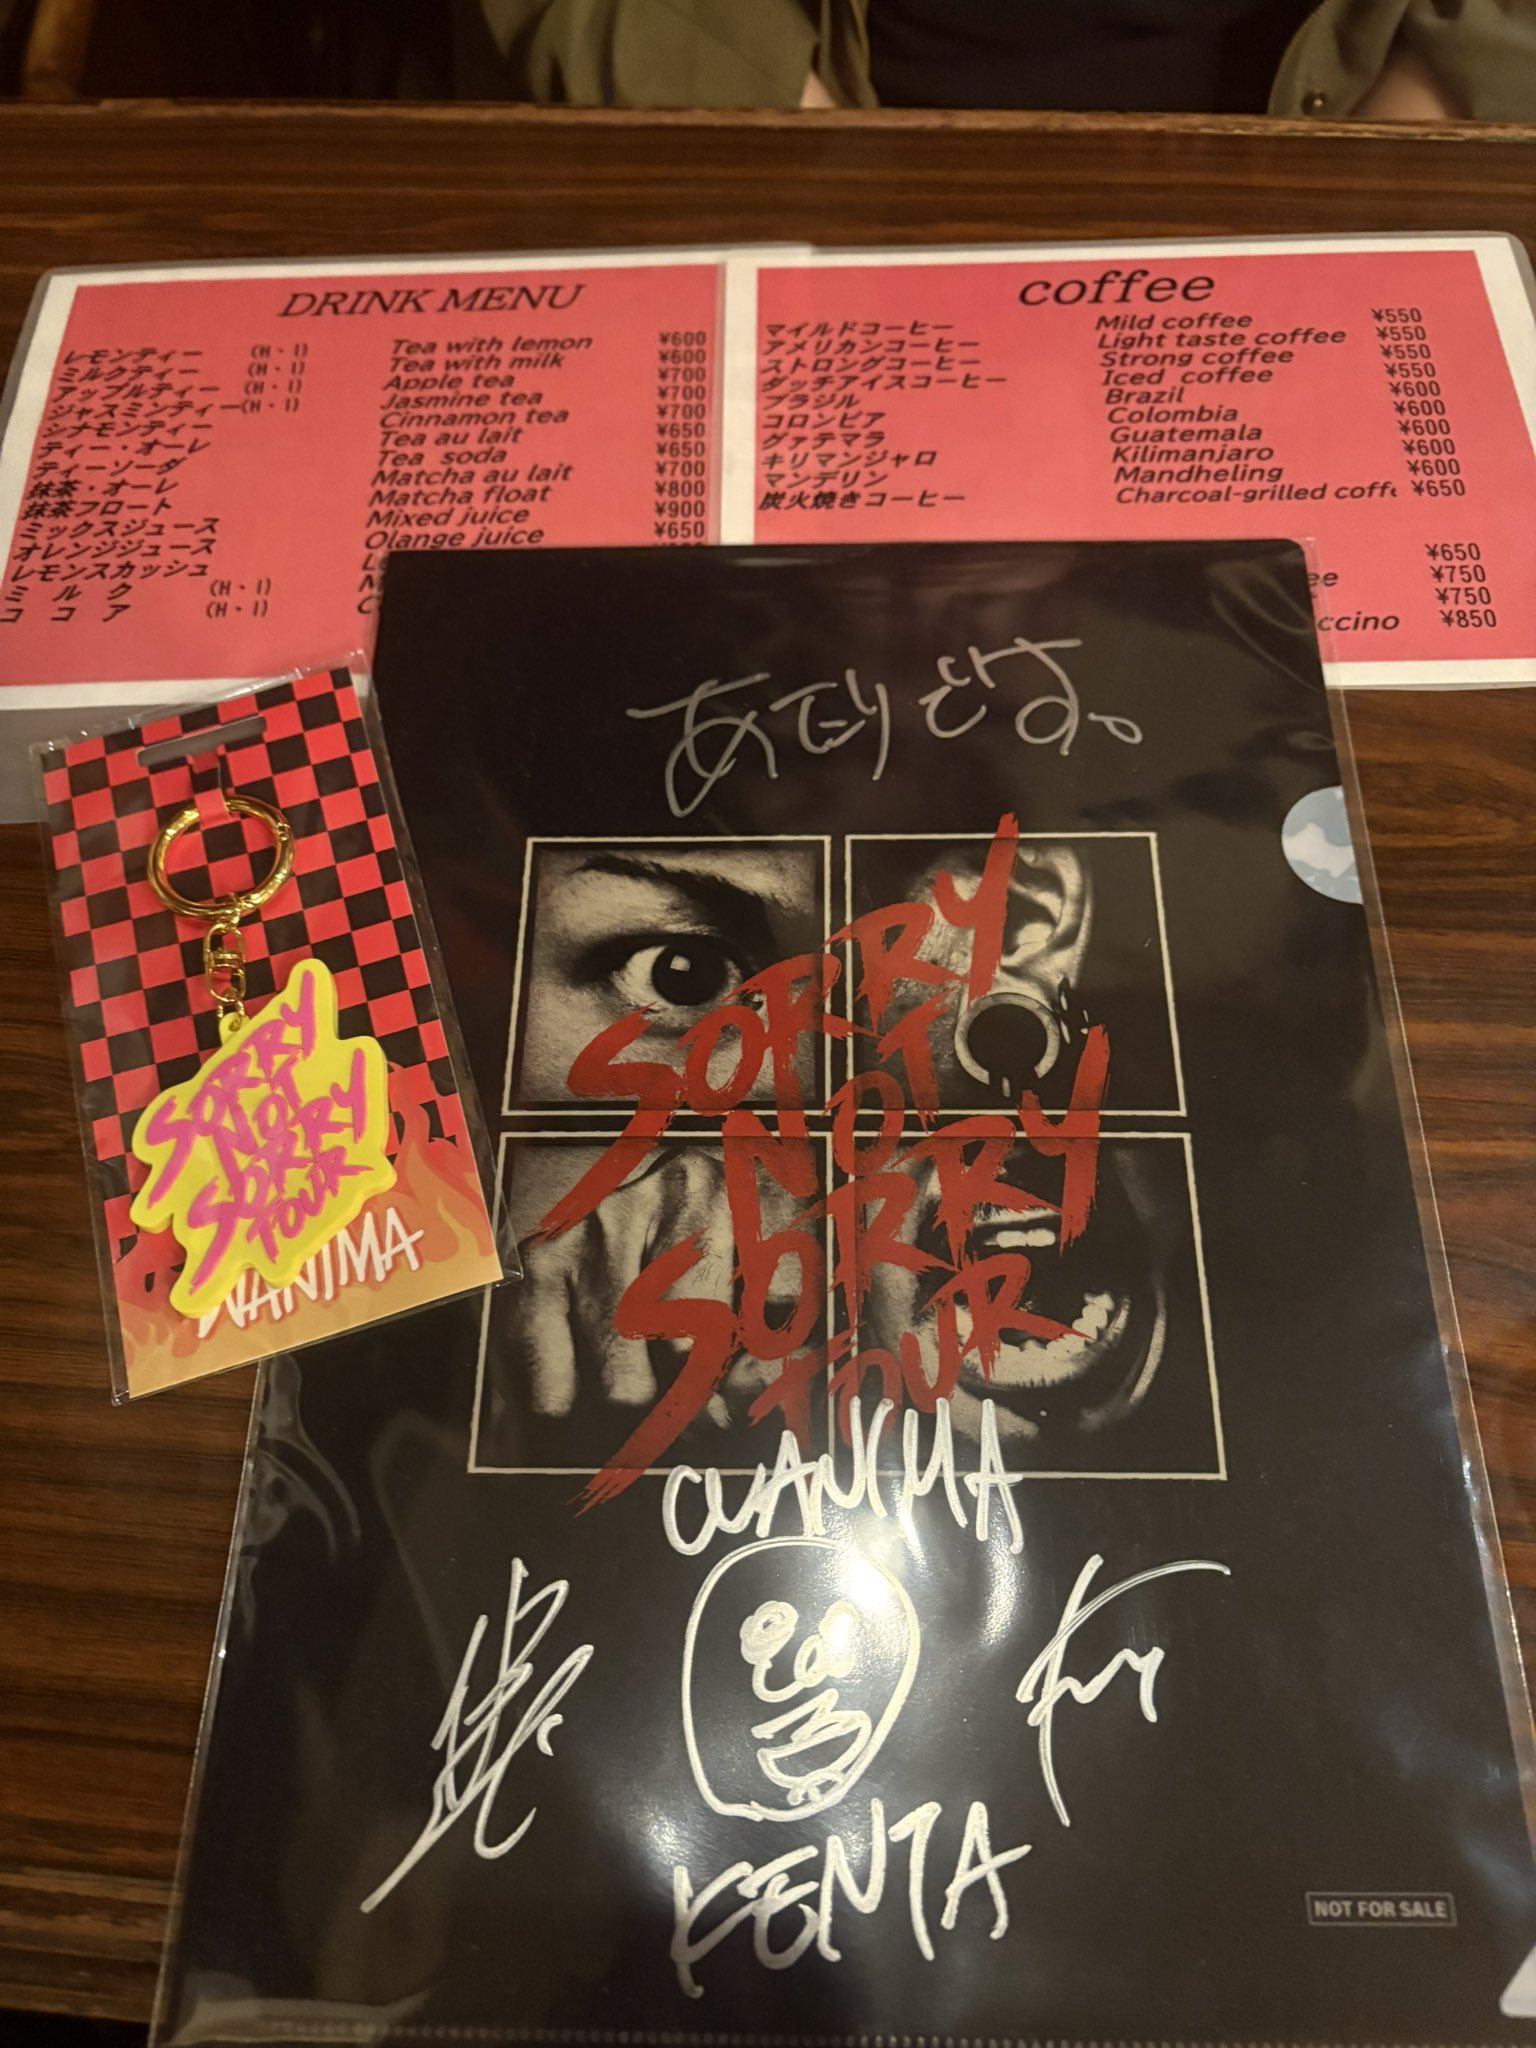 DRINK MENU
レモンティー (H・I) Tea with lemon ¥600
ミルクティー (H・I) Tea with milk ¥600
アップルティー (H・I) Apple tea ¥700
ジャスミンティー(H・I) Jasmine tea ¥700
シナモンティー Cinnamon tea ¥700
ティー・オーレ Tea au lait ¥650
ティーソーダ Tea soda ¥650
抹茶・オーレ Matcha au lait ¥700
抹茶フロート Matcha float ¥800
ミックスジュース Mixed juice ¥900
オレンジジュース Olange juice ¥650
レモンスカッシュ
ミルク (H・I)
ココア (H・I)
coffee
マイルドコーヒー Mild coffee ¥550
アメリカンコーヒー Light taste coffee ¥550
ストロングコーヒー Strong coffee ¥550
ダッチアイスコーヒー Iced coffee ¥550
ブラジル Brazil ¥600
コロンビア Colombia ¥600
グァテマラ Guatemala ¥600
キリマンジャロ Kilimanjaro ¥600
マンデリン Mandheling ¥600
炭火焼きコーヒー Charcoal-grilled coff ¥650
¥650
¥750
¥750
ccino ¥850
SORRY
NOT
SORRY
TOUR
WANIMA
あたりです。
SORRY
NOT
SORRY
TOUR
WANIMA
KENTA
NOT FOR SALE